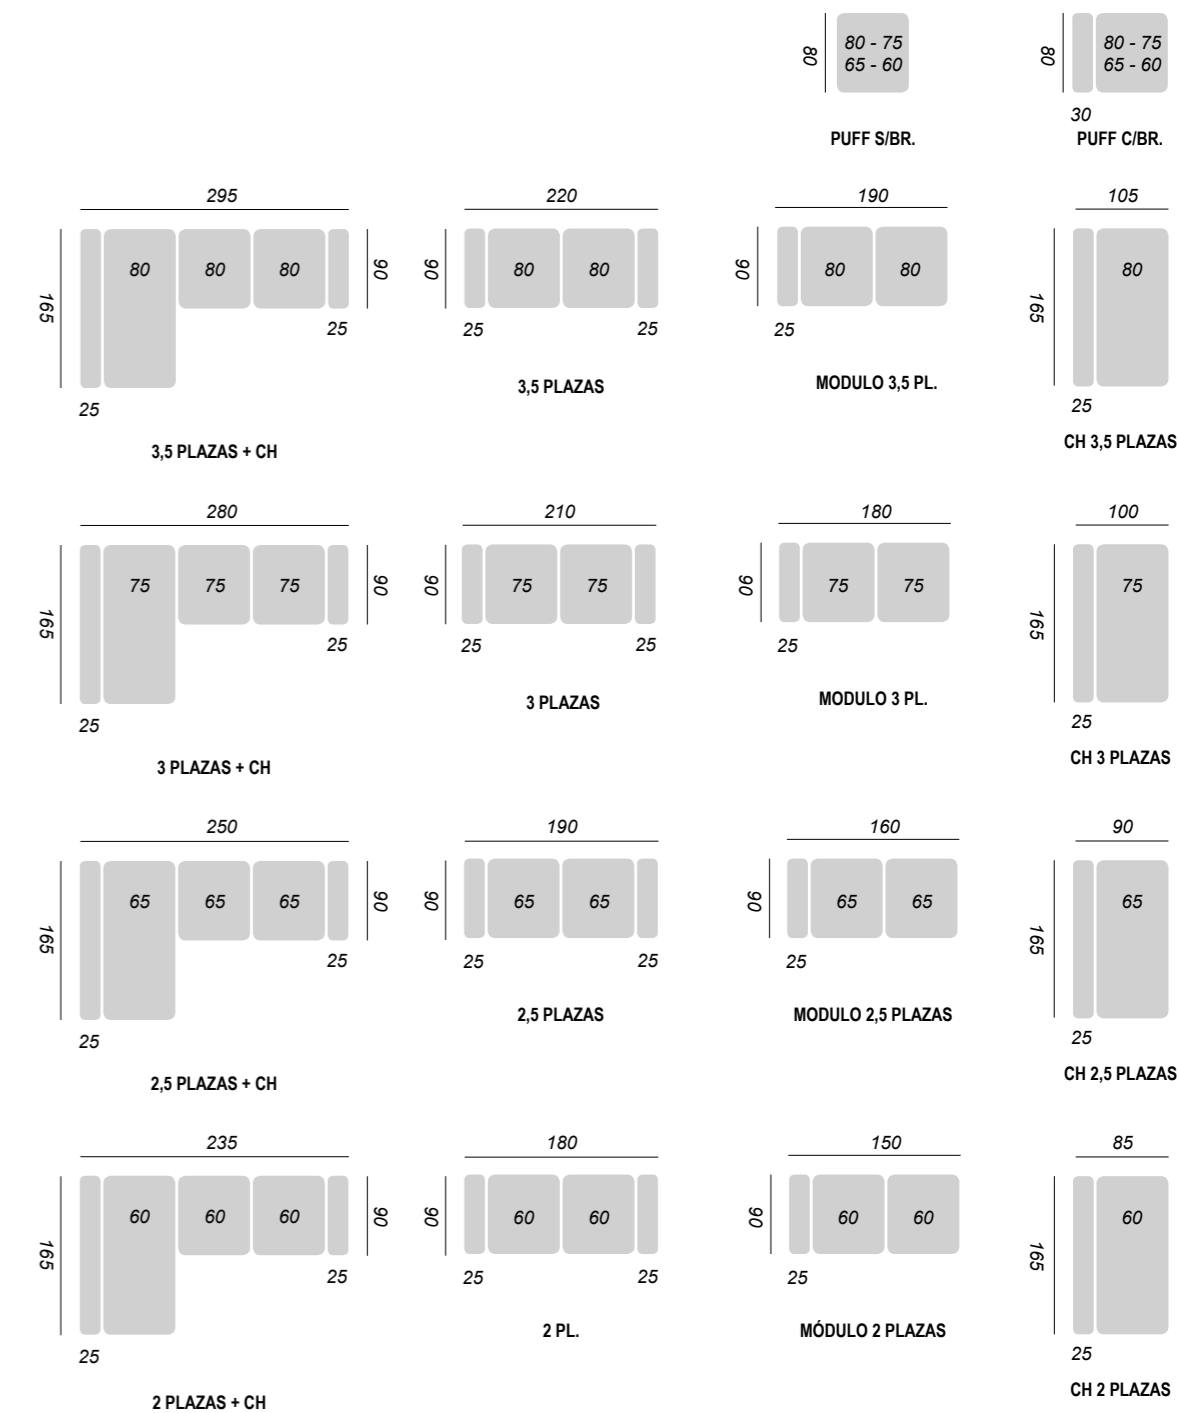 80
80 - 75
65 - 60
PUFF S/BR.
80
80 - 75
65 - 60
30
PUFF C/BR.
295
165
80 80 80
90
25
25
3,5 PLAZAS + CH
220
90
80 80
25 25
3,5 PLAZAS
190
90
80 80
25
MODULO 3,5 PL.
105
165
80
25
CH 3,5 PLAZAS
280
165
75 75 75
90
25
25
3 PLAZAS + CH
210
90
75 75
25 25
3 PLAZAS
180
90
75 75
25
MODULO 3 PL.
100
165
75
25
CH 3 PLAZAS
250
165
65 65 65
90
25
25
2,5 PLAZAS + CH
190
90
65 65
25 25
2,5 PLAZAS
160
90
65 65
25
MODULO 2,5 PLAZAS
90
165
65
25
CH 2,5 PLAZAS
235
165
60 60 60
90
25
25
2 PLAZAS + CH
180
90
60 60
25 25
2 PL.
150
90
60 60
25
MÓDULO 2 PLAZAS
85
165
60
25
CH 2 PLAZAS